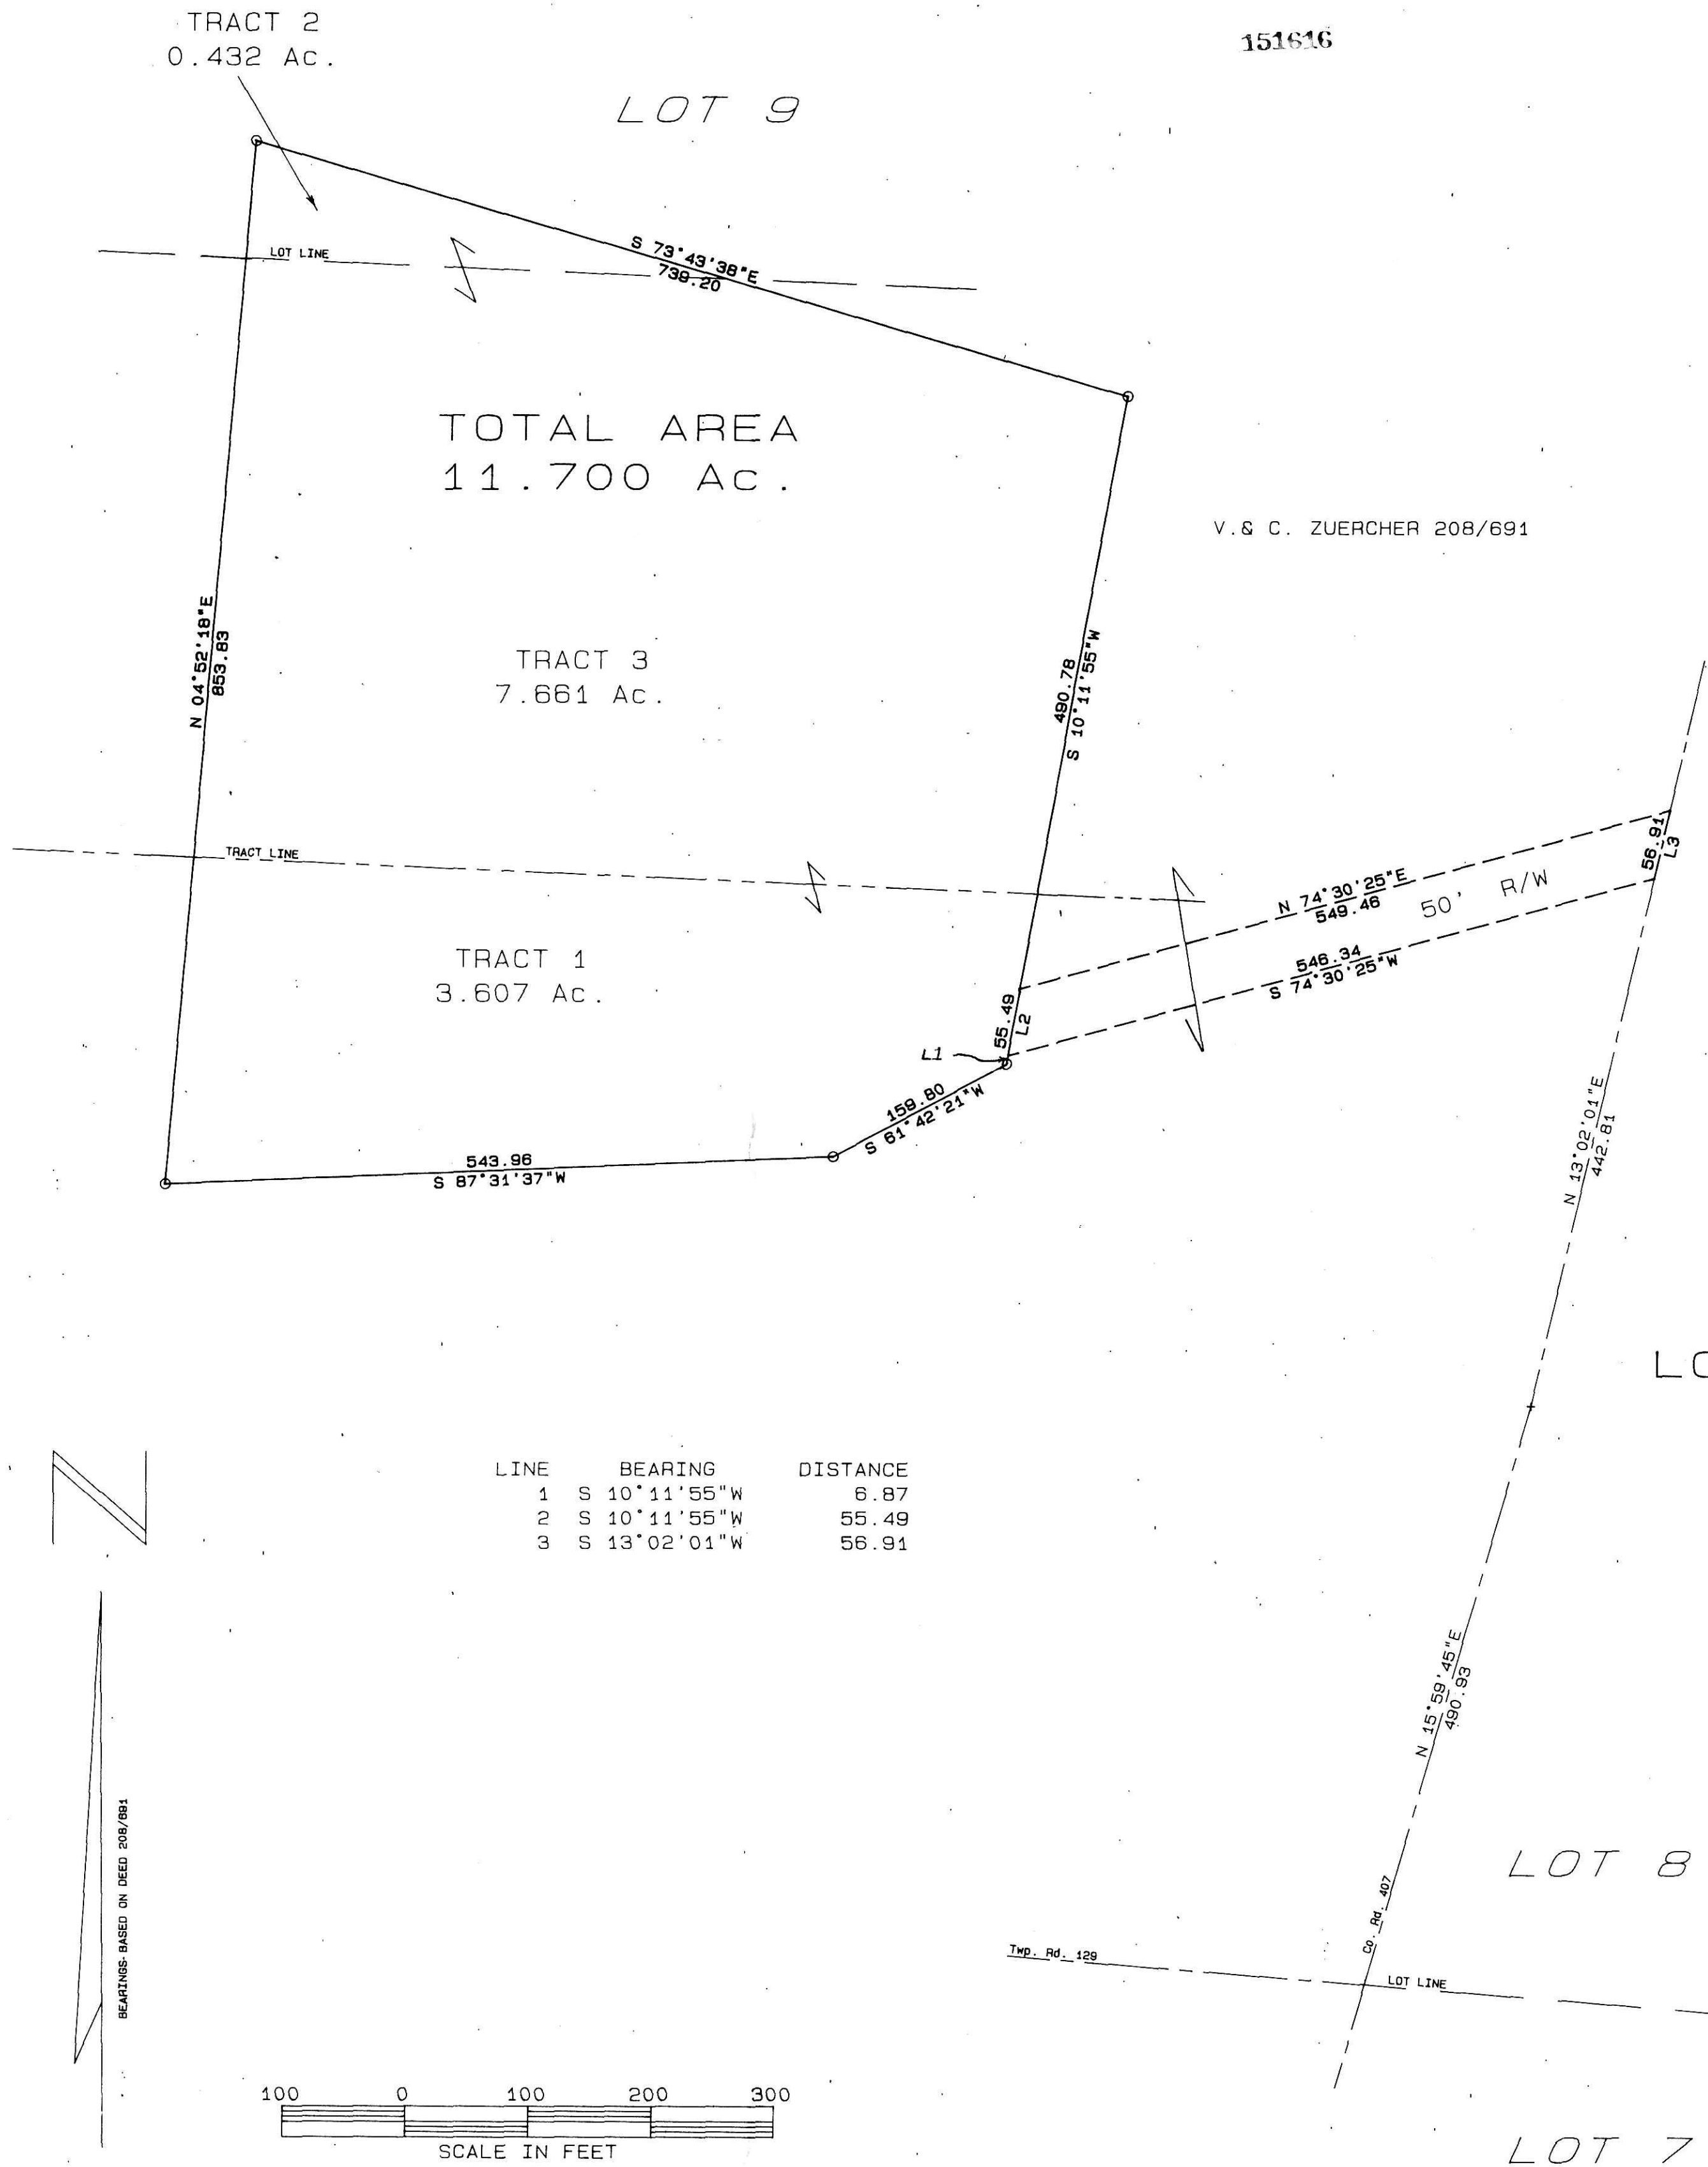 TRACT 2
0.432 Ac.
151616
LOT 9
LOT LINE
S 73°43'38"E
739.20
TOTAL AREA
11.700 Ac.
V.& C. ZUERCHER 208/691
N 04°52'18"E
853.83
TRACT 3
7.661 Ac.
490.78
S 10°11'55"W
TRACT LINE
56.91
L3
N 74°30'25"E
549.46
50' R/W
546.34
S 74°30'25"W
TRACT 1
3.607 Ac.
55.49
L2
L1
159.80
S 61°42'21"W
543.96
S 87°31'37"W
N 13°02'01"E
442.81
LO
N
LINE BEARING DISTANCE
1 S 10°11'55"W 6.87
2 S 10°11'55"W 55.49
3 S 13°02'01"W 56.91
N 15°59'45"E
490.93
BEARINGS-BASED ON DEED 208/691
LOT 8
Co. Rd. 407
Twp. Rd. 129
LOT LINE
100 0 100 200 300
SCALE IN FEET
LOT 7